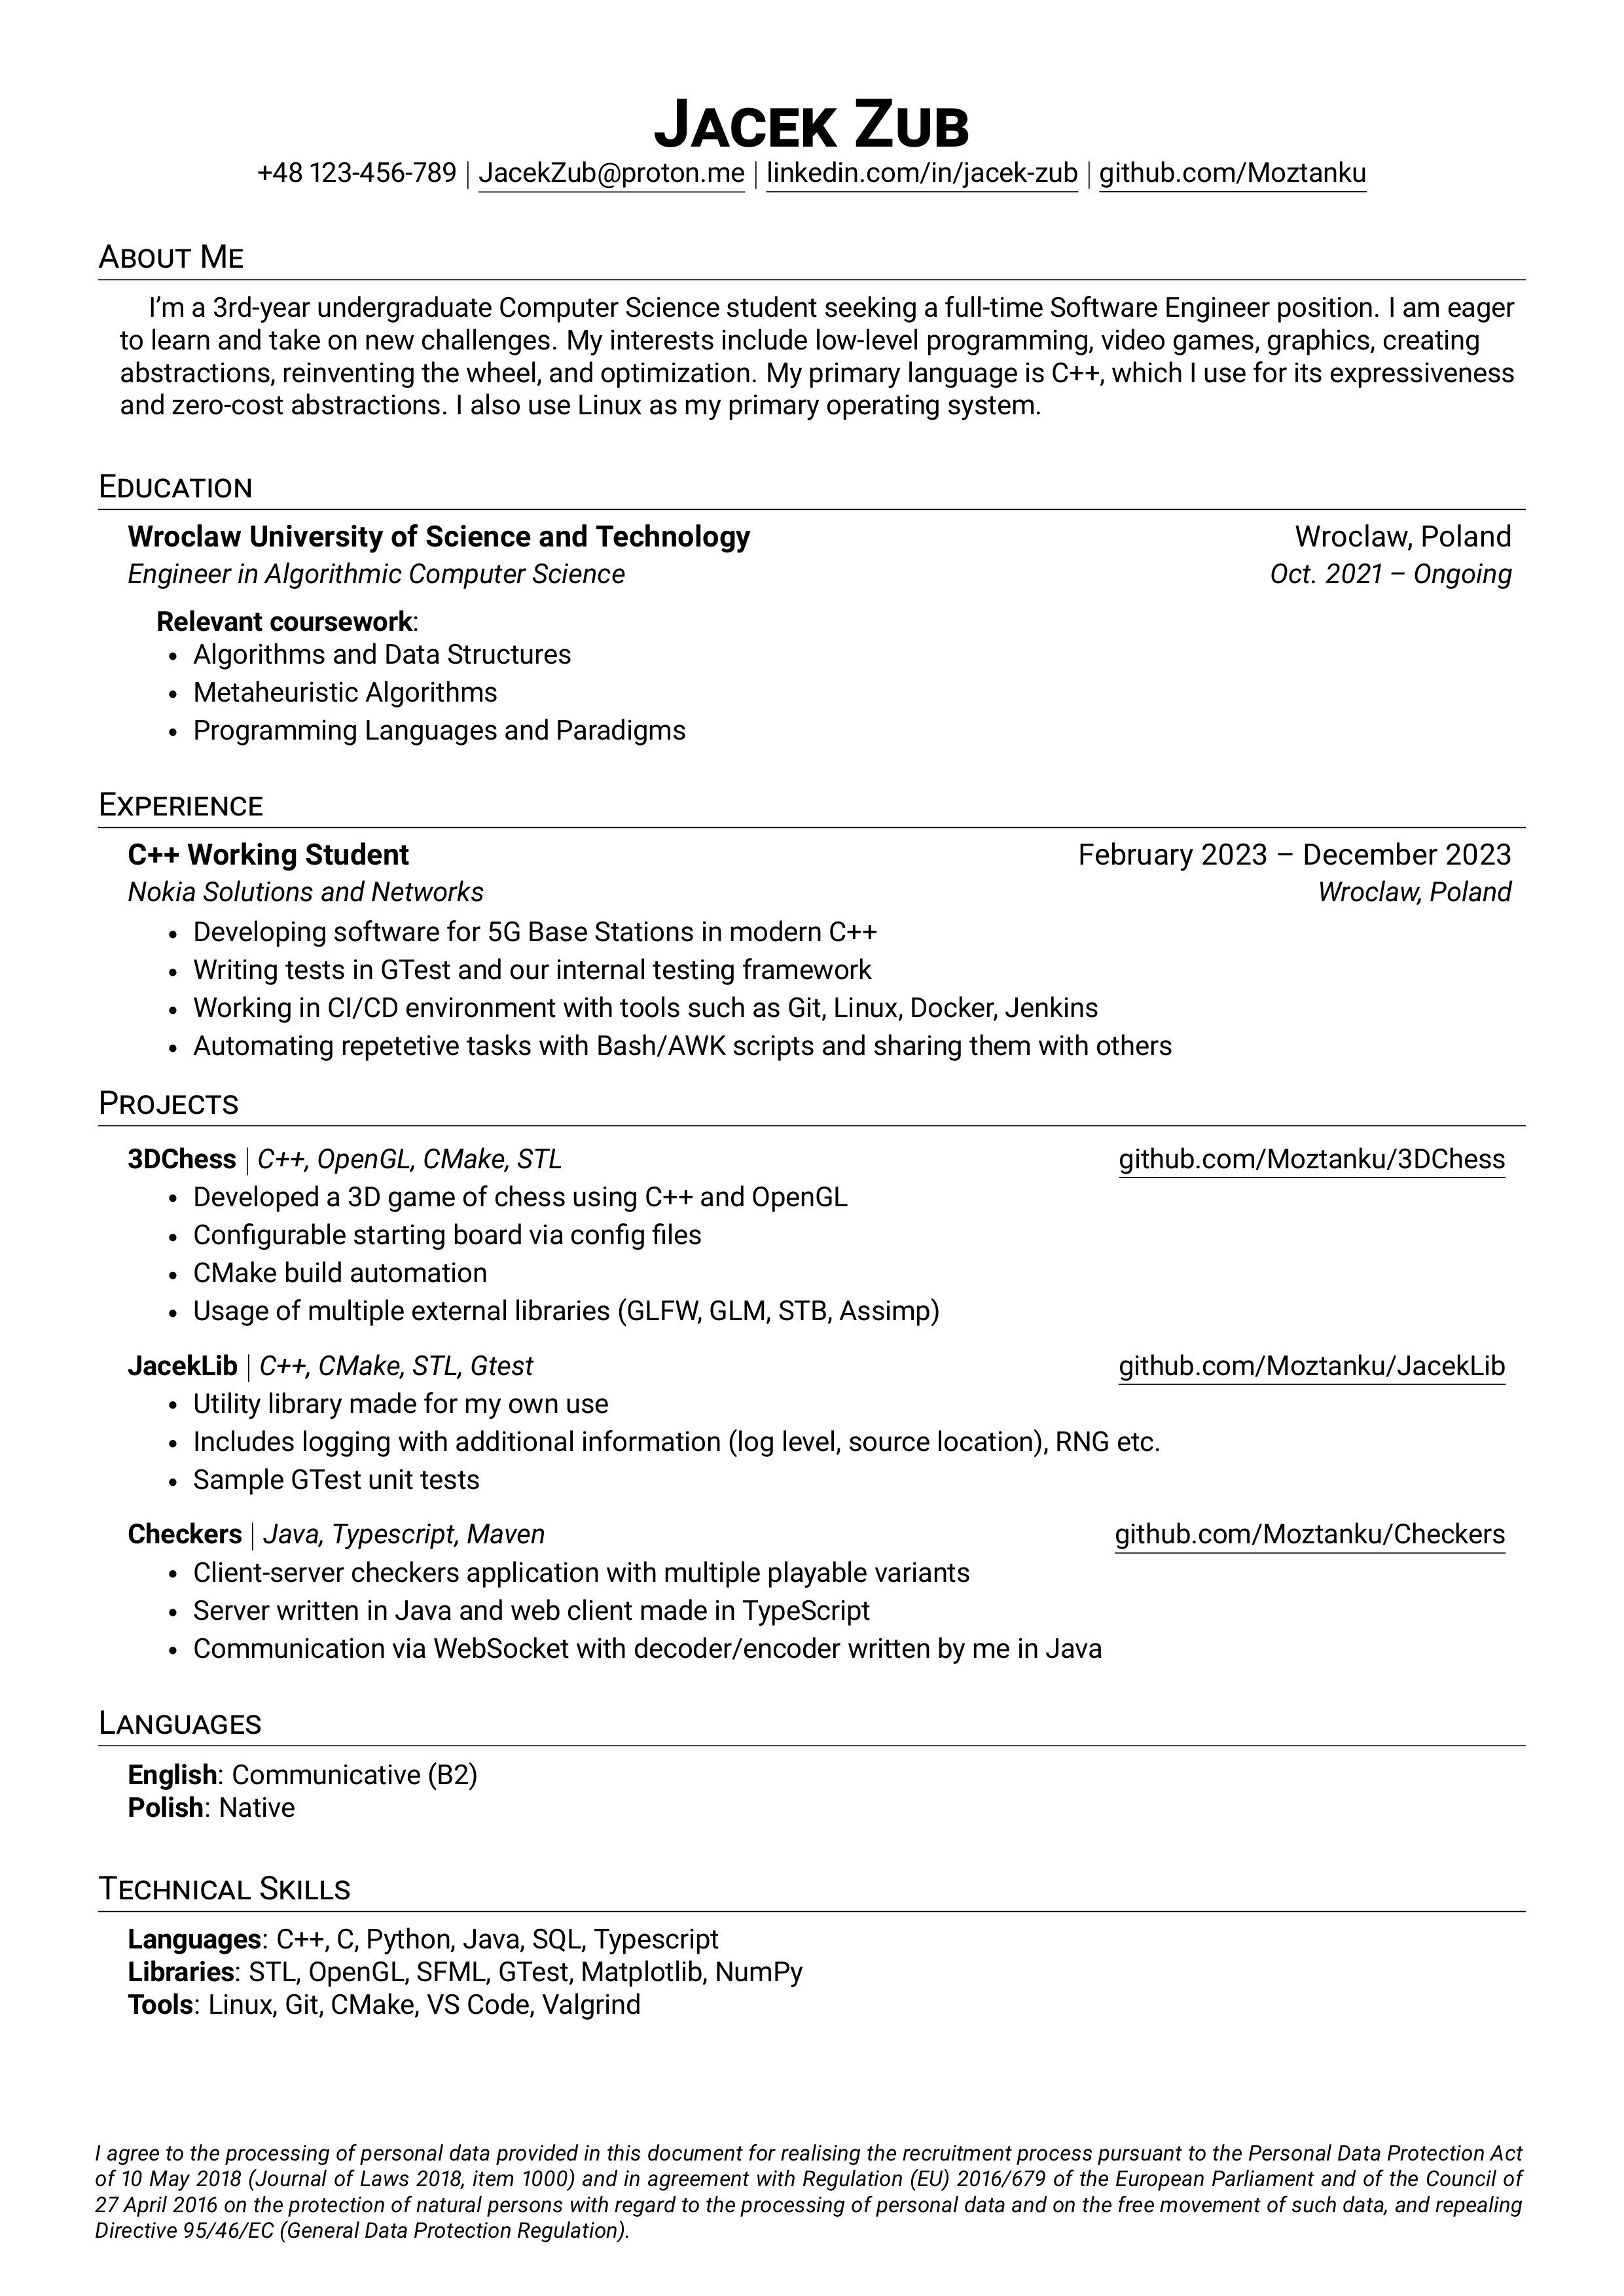 Jacek Zub
+48 123-456-789 | JacekZub@proton.me | linkedin.com/in/jacek-zub | github.com/Moztanku
About Me
I'm a 3rd-year undergraduate Computer Science student seeking a full-time Software Engineer position. I am eager
to learn and take on new challenges. My interests include low-level programming, video games, graphics, creating
abstractions, reinventing the wheel, and optimization. My primary language is C++, which I use for its expressiveness
and zero-cost abstractions. I also use Linux as my primary operating system.
Education
Wroclaw University of Science and Technology Wroclaw, Poland
Engineer in Algorithmic Computer Science Oct. 2021 – Ongoing
Relevant coursework:
• Algorithms and Data Structures
• Metaheuristic Algorithms
• Programming Languages and Paradigms
Experience
C++ Working Student February 2023 – December 2023
Nokia Solutions and Networks Wroclaw, Poland
• Developing software for 5G Base Stations in modern C++
• Writing tests in GTest and our internal testing framework
• Working in CI/CD environment with tools such as Git, Linux, Docker, Jenkins
• Automating repetetive tasks with Bash/AWK scripts and sharing them with others
Projects
3DChess | C++, OpenGL, CMake, STL github.com/Moztanku/3DChess
• Developed a 3D game of chess using C++ and OpenGL
• Configurable starting board via config files
• CMake build automation
• Usage of multiple external libraries (GLFW, GLM, STB, Assimp)
JacekLib | C++, CMake, STL, Gtest github.com/Moztanku/JacekLib
• Utility library made for my own use
• Includes logging with additional information (log level, source location), RNG etc.
• Sample GTest unit tests
Checkers | Java, Typescript, Maven github.com/Moztanku/Checkers
• Client-server checkers application with multiple playable variants
• Server written in Java and web client made in TypeScript
• Communication via WebSocket with decoder/encoder written by me in Java
Languages
English: Communicative (B2)
Polish: Native
Technical Skills
Languages: C++, C, Python, Java, SQL, Typescript
Libraries: STL, OpenGL, SFML, GTest, Matplotlib, NumPy
Tools: Linux, Git, CMake, VS Code, Valgrind
I agree to the processing of personal data provided in this document for realising the recruitment process pursuant to the Personal Data Protection Act
of 10 May 2018 (Journal of Laws 2018, item 1000) and in agreement with Regulation (EU) 2016/679 of the European Parliament and of the Council of
27 April 2016 on the protection of natural persons with regard to the processing of personal data and on the free movement of such data, and repealing
Directive 95/46/EC (General Data Protection Regulation).